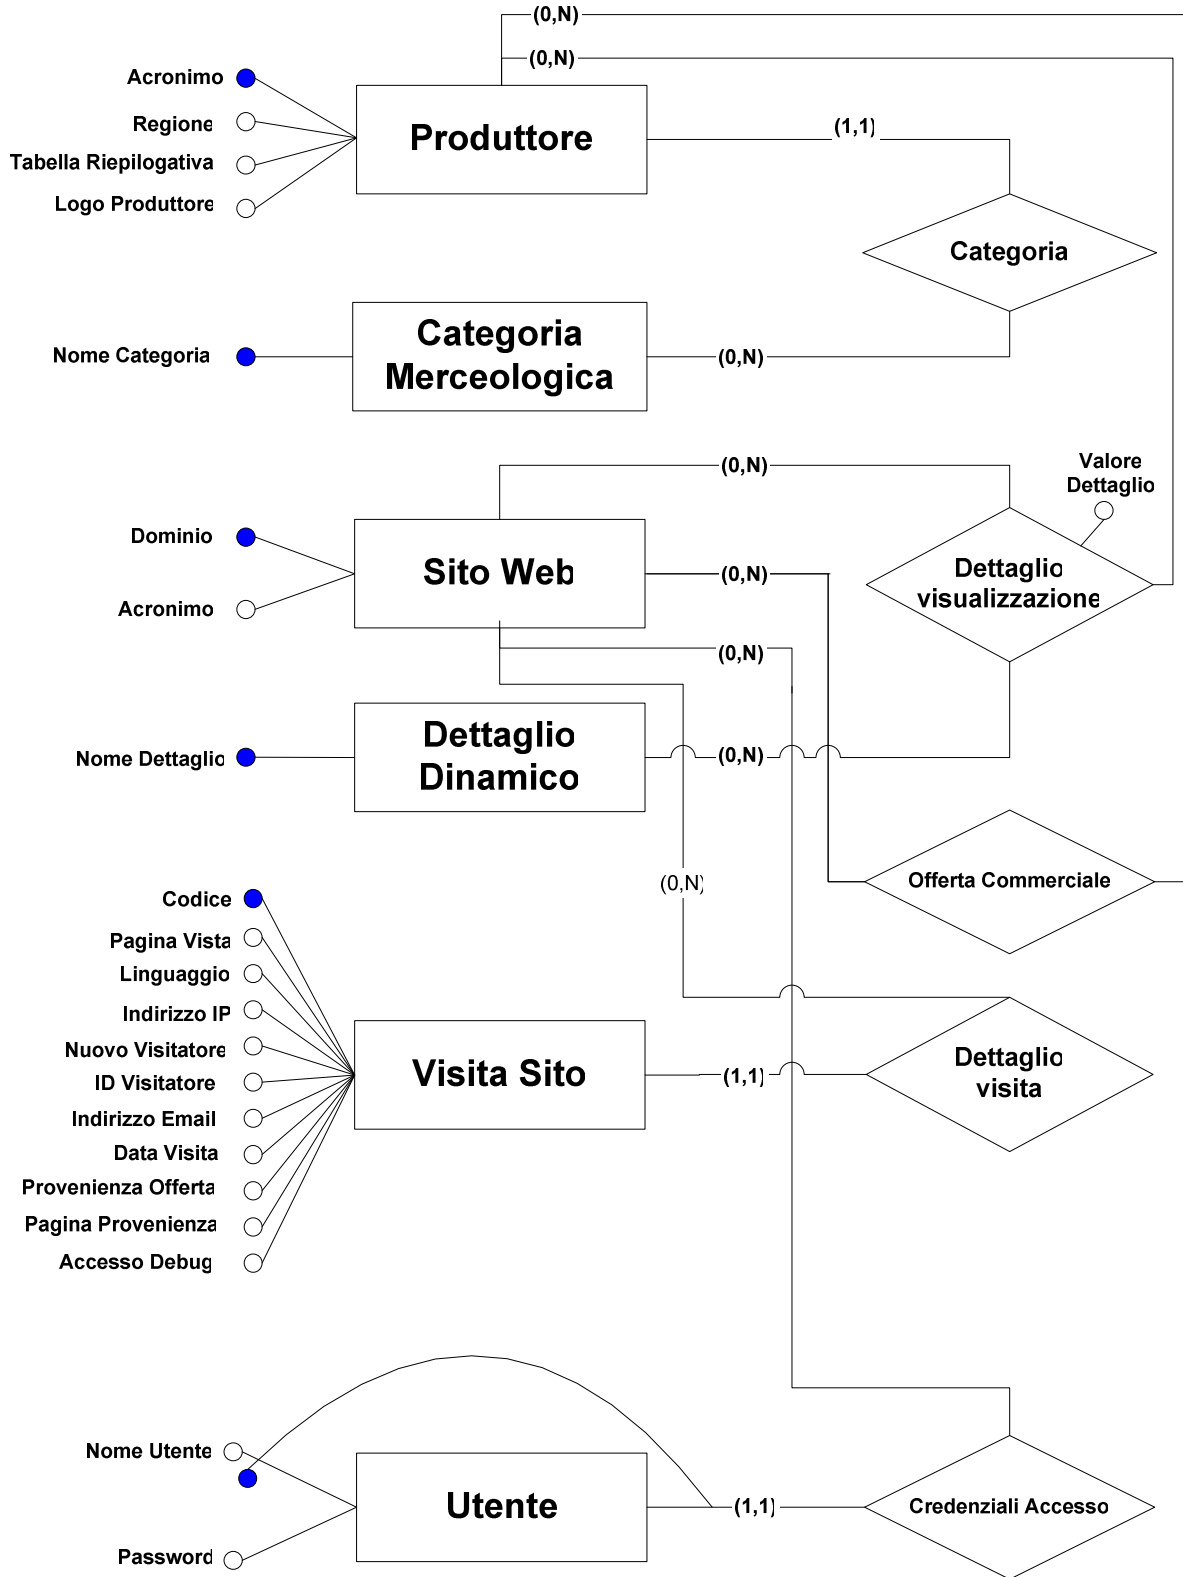 (0,N)
(0,N)
Acronimo
Regione
Tabella Riepilogativa
Logo Produttore
Produttore
(1,1)
Categoria
Nome Categoria
Categoria
Merceologica
(0,N)
(0,N)
Valore
Dettaglio
Dominio
Acronimo
Sito Web
(0,N)
Dettaglio
visualizzazione
(0,N)
Nome Dettaglio
Dettaglio
Dinamico
(0,N)
(0,N)
Offerta Commerciale
Codice
Pagina Vista
Linguaggio
Indirizzo IP
Nuovo Visitatore
ID Visitatore
Indirizzo Email
Data Visita
Provenienza Offerta
Pagina Provenienza
Accesso Debug
Visita Sito
(1,1)
Dettaglio
visita
Nome Utente
Password
Utente
(1,1)
Credenziali Accesso